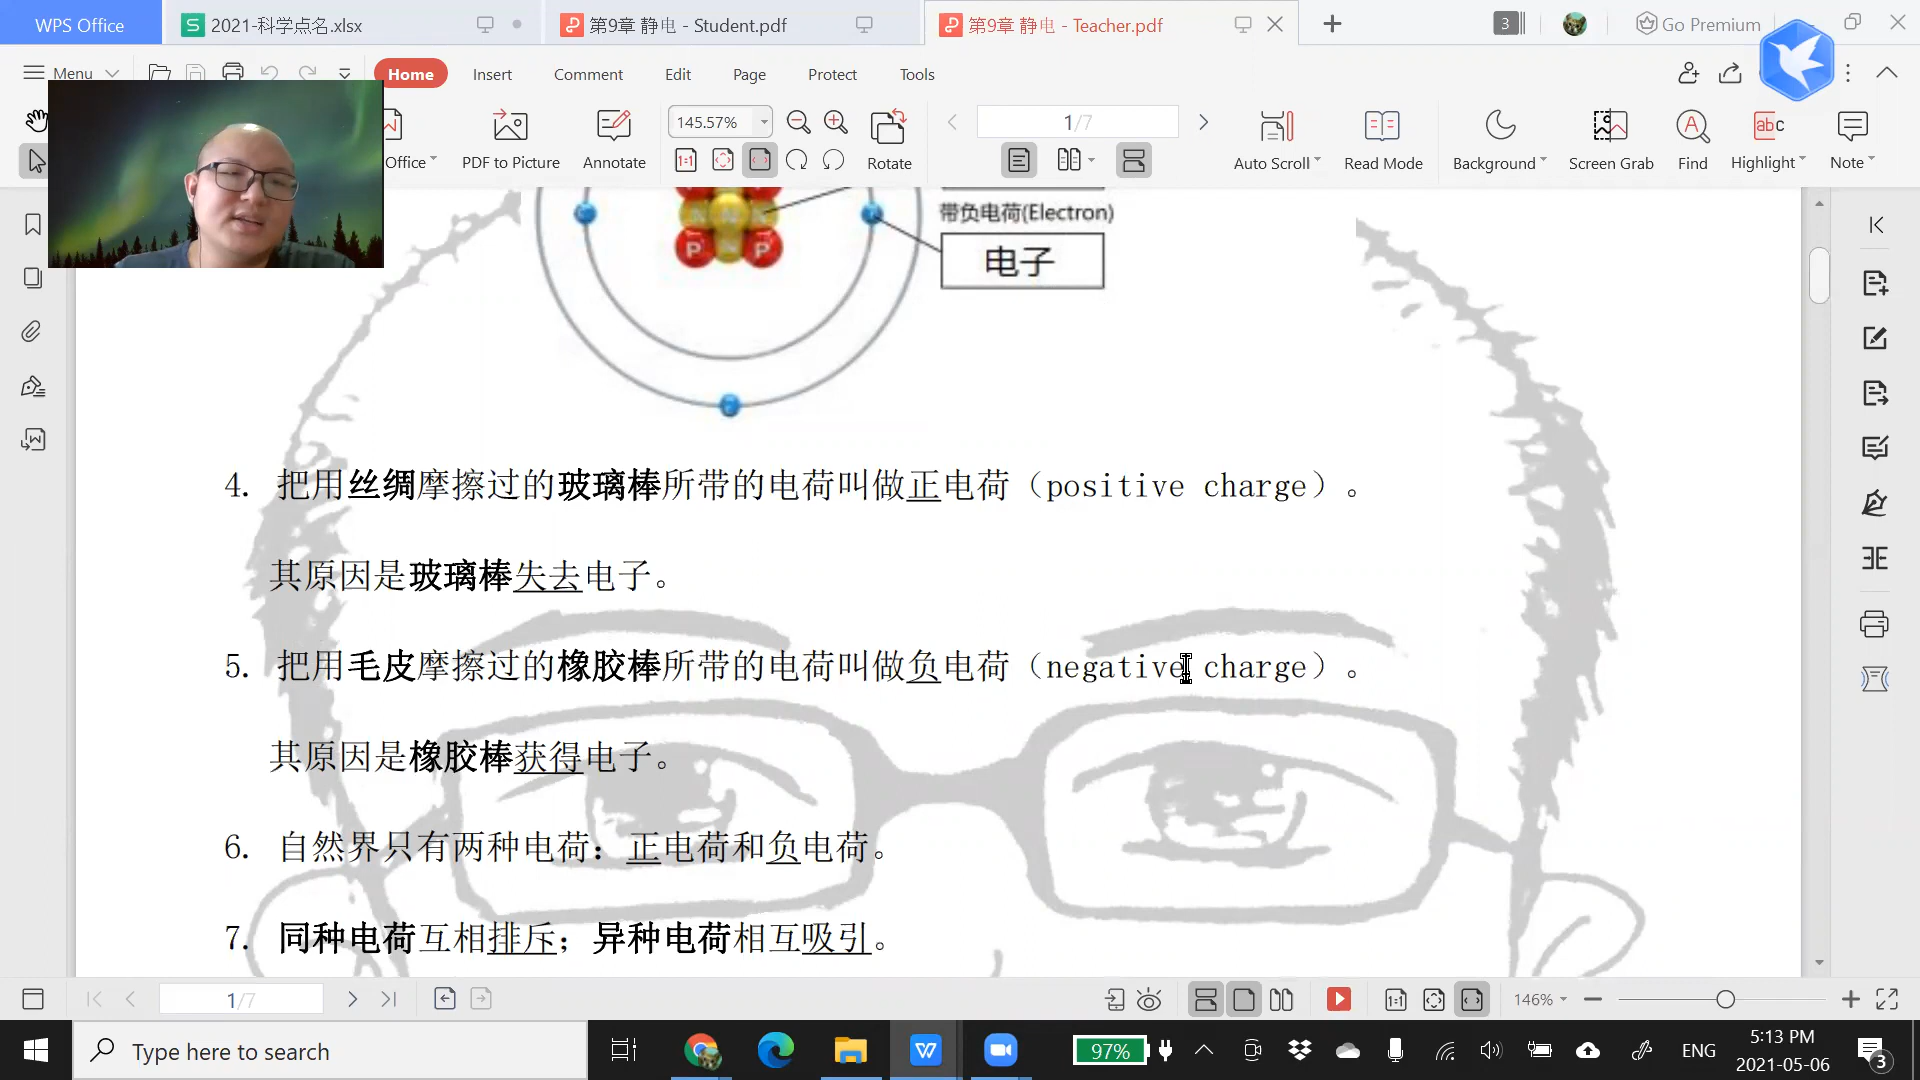 WPS Office
2021-科学点名.xlsx
第9章 静电 - Student.pdf
第9章 静电 - Teacher.pdf
3
Go Premium
Menu
Home
Insert
Comment
Edit
Page
Protect
Tools
Office
PDF to Picture
Annotate
145.57%
Rotate
1/7
Auto Scroll
Read Mode
Background
Screen Grab
Find
Highlight
Note
带负电荷(Electron)
电子
P P
4. 把用丝绸摩擦过的玻璃棒所带的电荷叫做正电荷（positive charge）。
其原因是玻璃棒失去电子。
5. 把用毛皮摩擦过的橡胶棒所带的电荷叫做负电荷（negative charge）。
其原因是橡胶棒获得电子。
6. 自然界只有两种电荷：正电荷和负电荷。
7. 同种电荷互相排斥；异种电荷相互吸引。
1/7
146%
Type here to search
97%
ENG
5:13 PM
2021-05-06
3